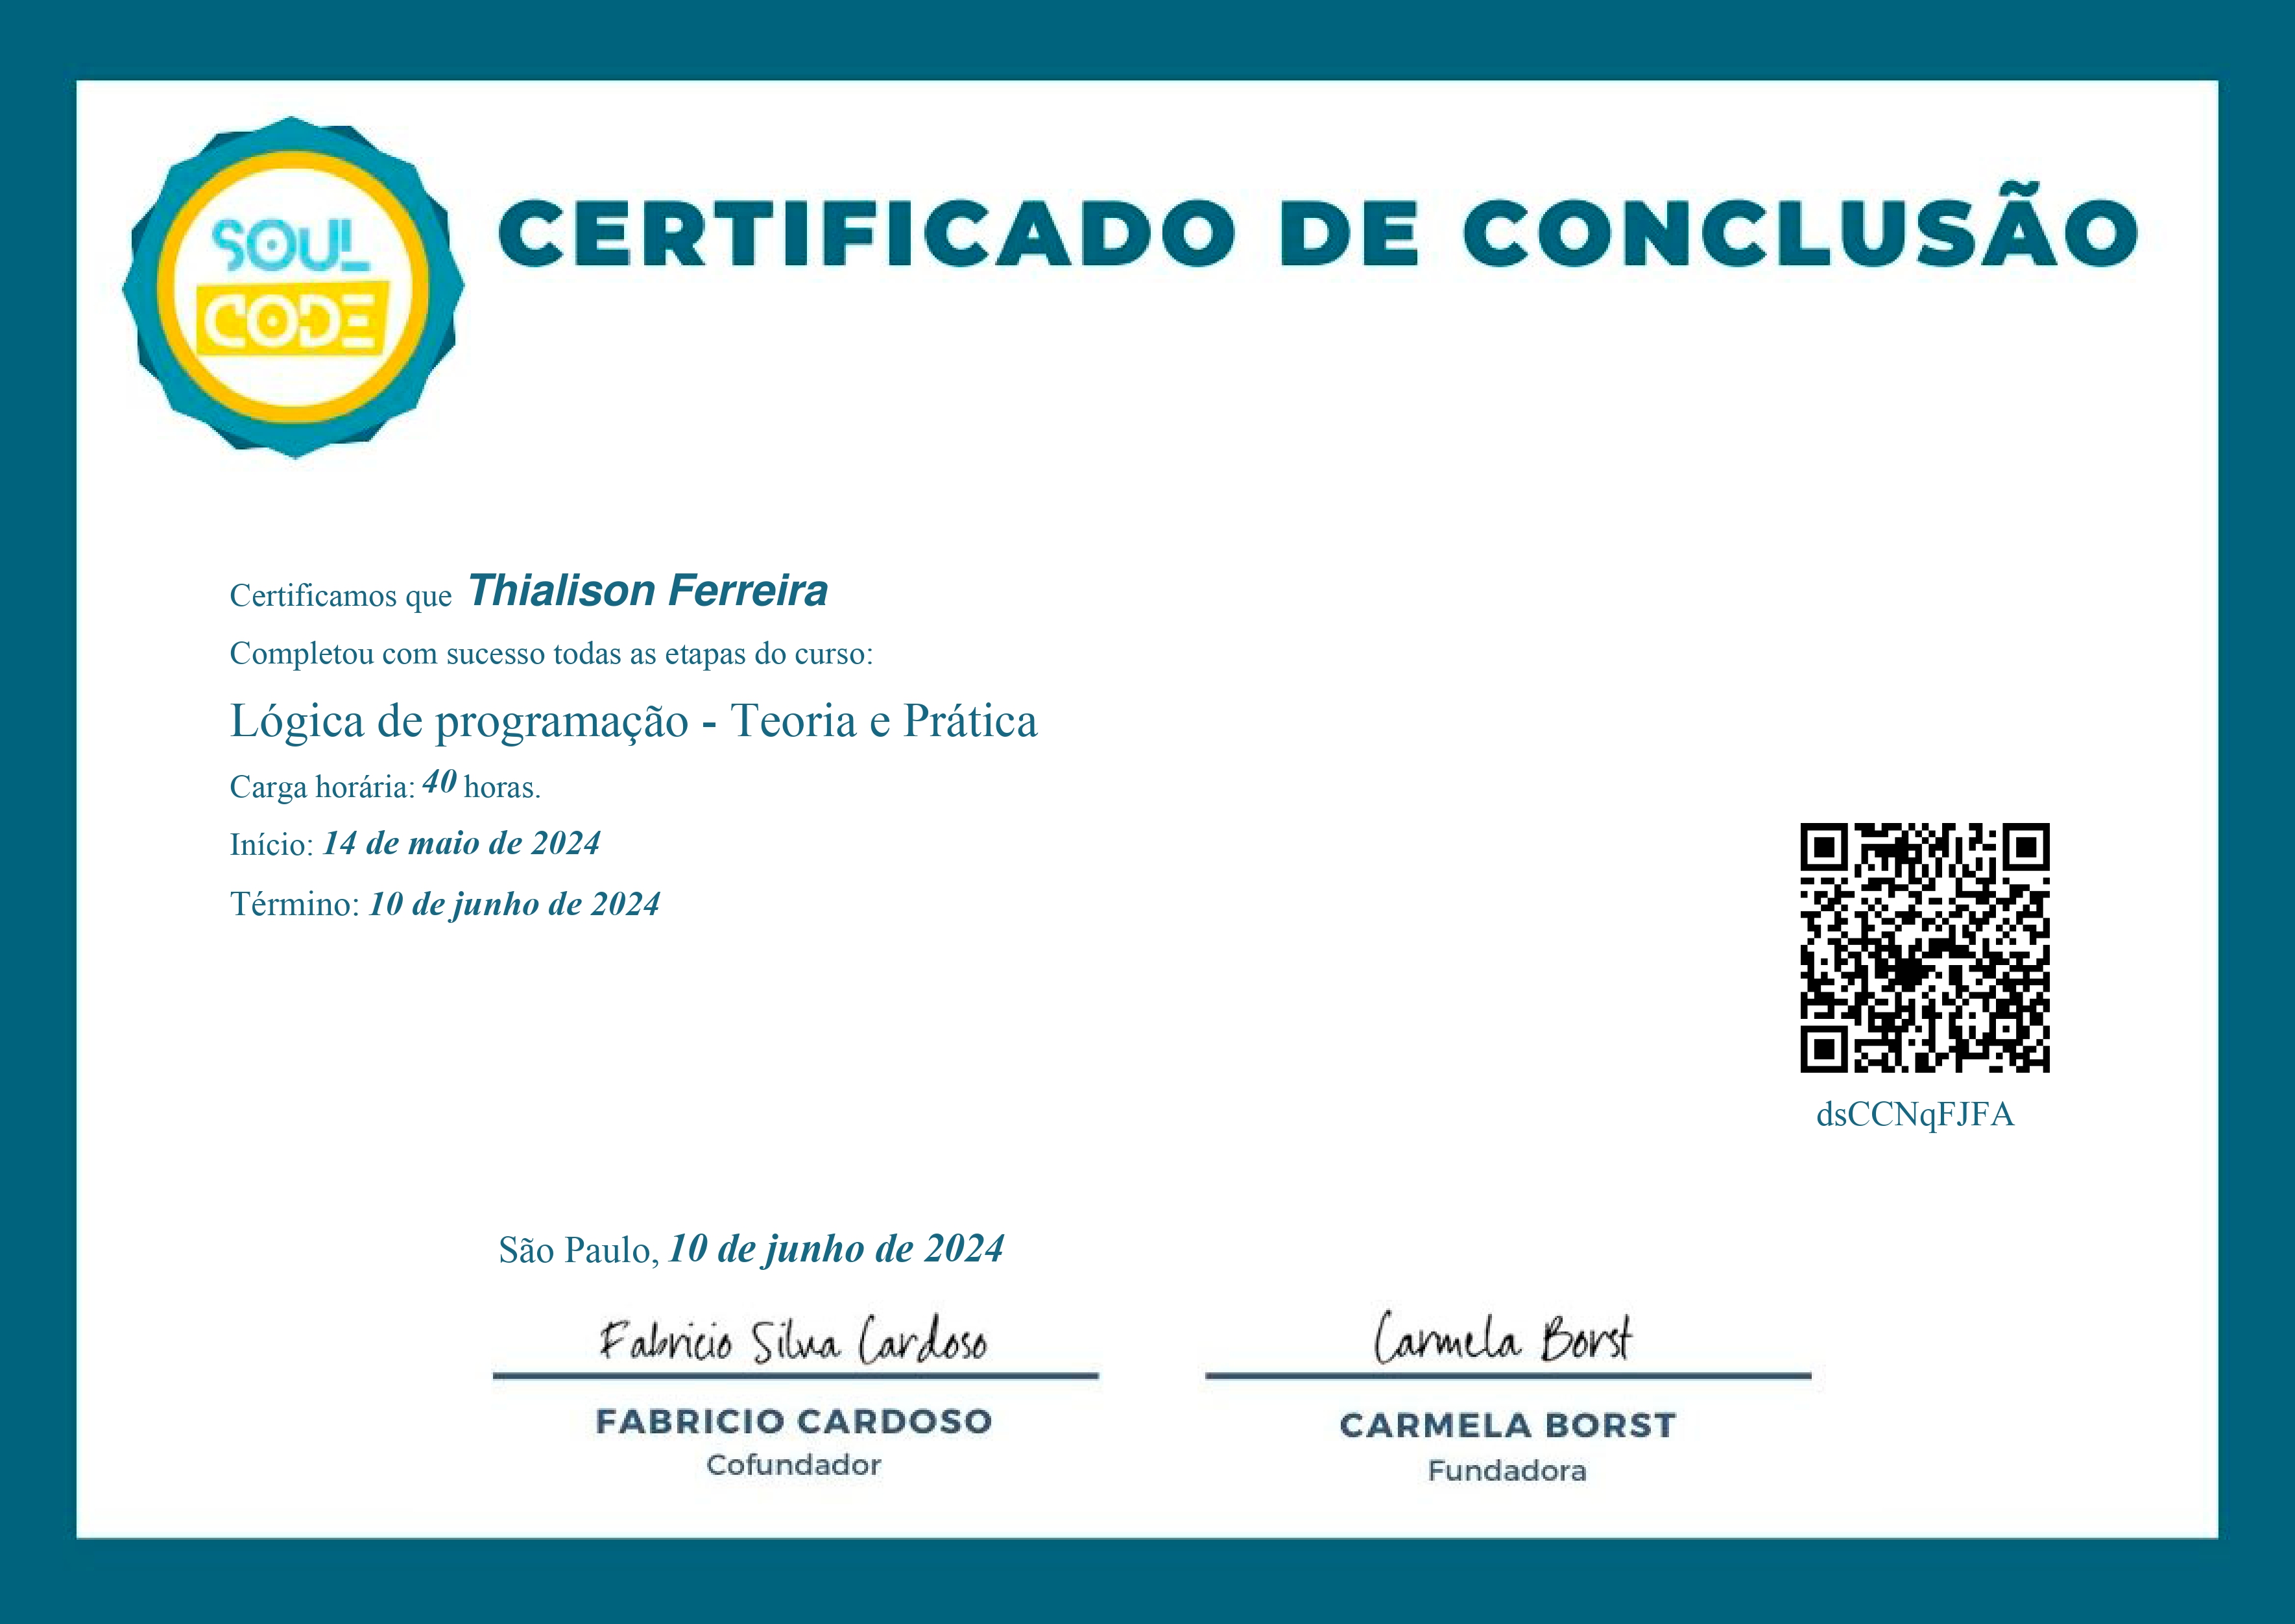 SOUL
CODE
CERTIFICADO DE CONCLUSÃO
Certificamos que Thialison Ferreira
Completou com sucesso todas as etapas do curso:
Lógica de programação - Teoria e Prática
Carga horária: 40 horas.
Início: 14 de maio de 2024
Término: 10 de junho de 2024
dsCCNqFJFA
São Paulo, 10 de junho de 2024
Fabricio Silva Cardoso
FABRICIO CARDOSO
Cofundador
Carmela Borst
CARMELA BORST
Fundadora